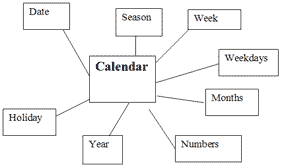 Date
Season
Week
Calendar
Weekdays
Months
Holiday
Year
Numbers